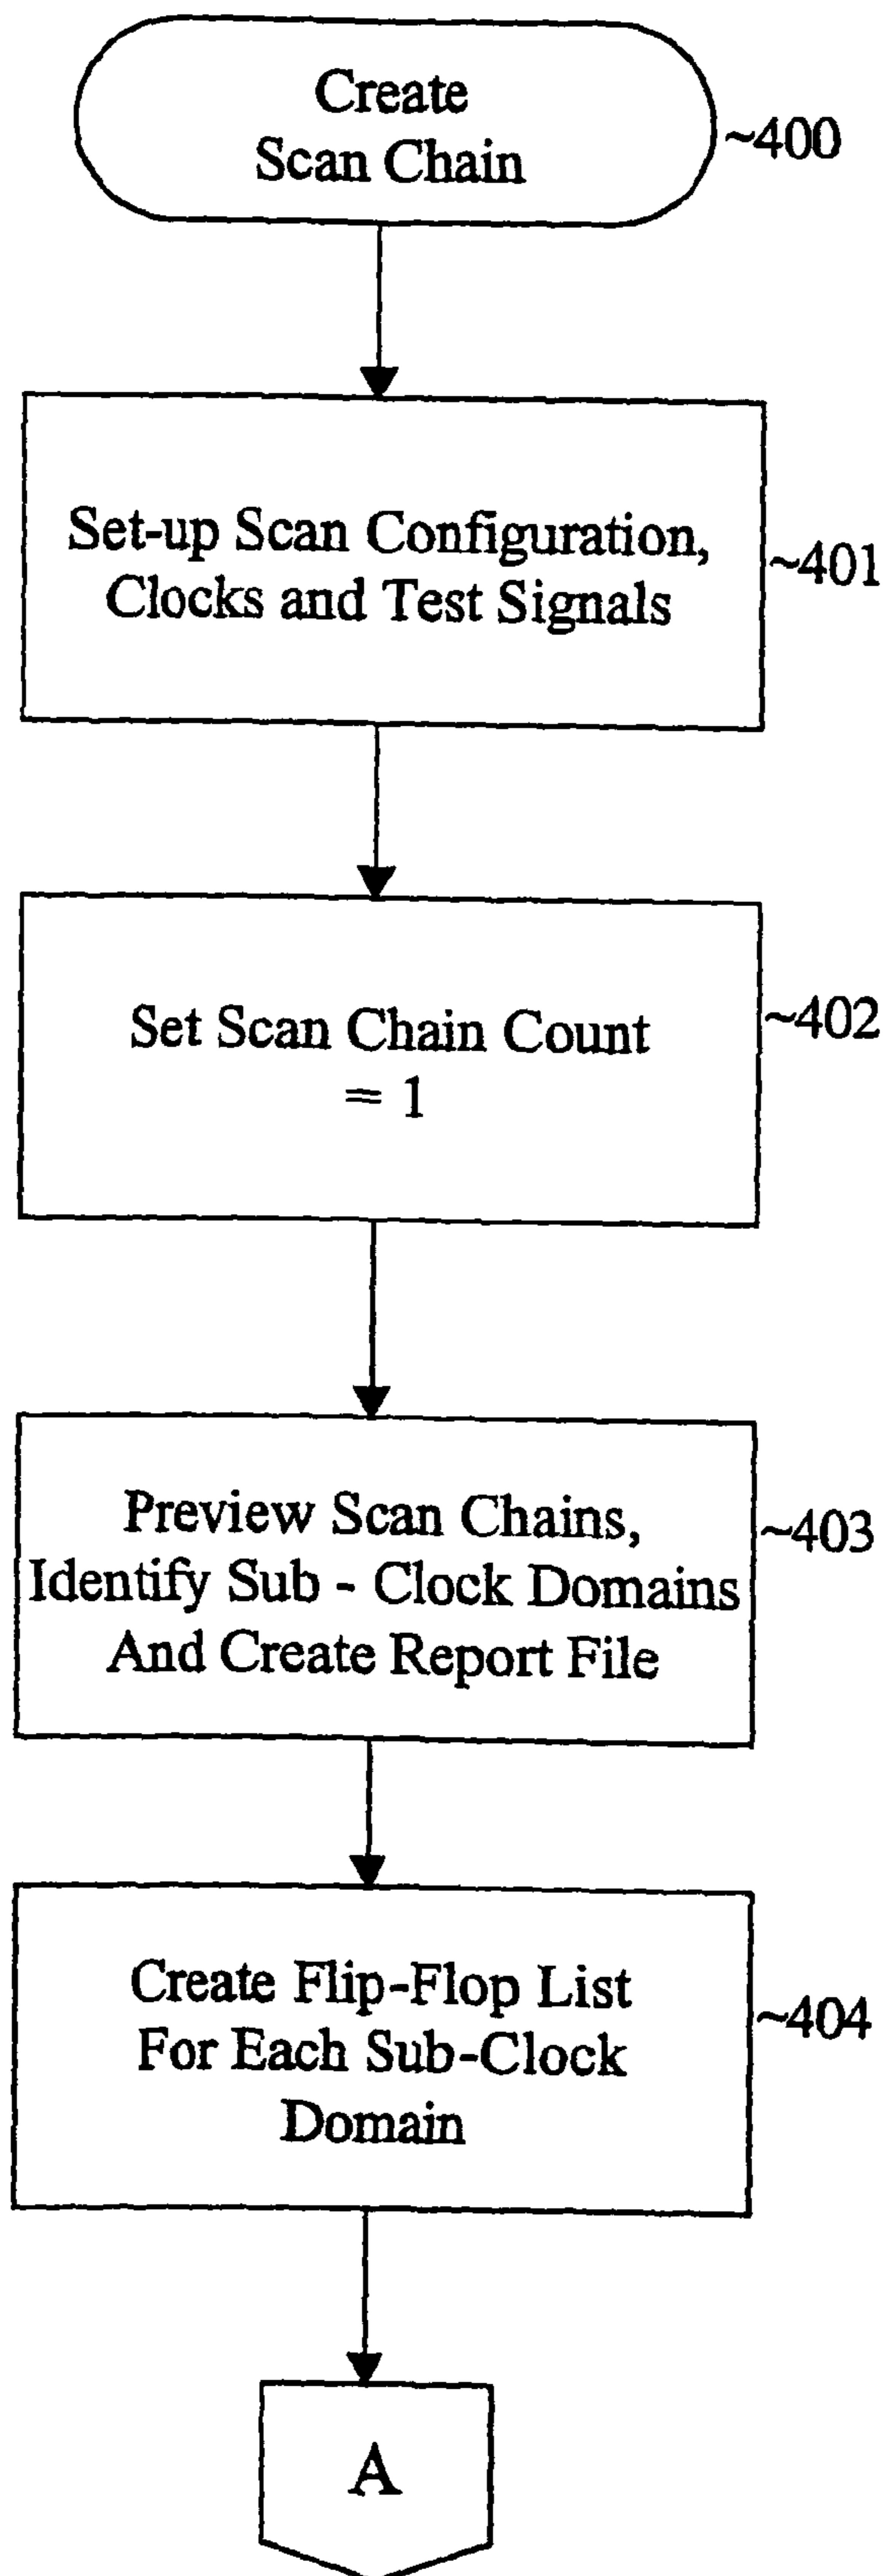 Create
Scan Chain
~400
Set-up Scan Configuration,
Clocks and Test Signals
~401
Set Scan Chain Count
= 1
~402
Preview Scan Chains,
Identify Sub - Clock Domains
And Create Report File
~403
Create Flip-Flop List
For Each Sub-Clock
Domain
~404
A